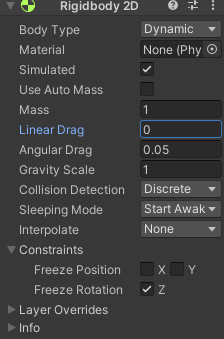 Rigidbody 2D
Body Type Dynamic
Material None (Phy
Simulated
Use Auto Mass
Mass 1
Linear Drag 0
Angular Drag 0.05
Gravity Scale 1
Collision Detection Discrete
Sleeping Mode Start Awak
Interpolate None
Constraints
Freeze Position X Y
Freeze Rotation Z
Layer Overrides
Info